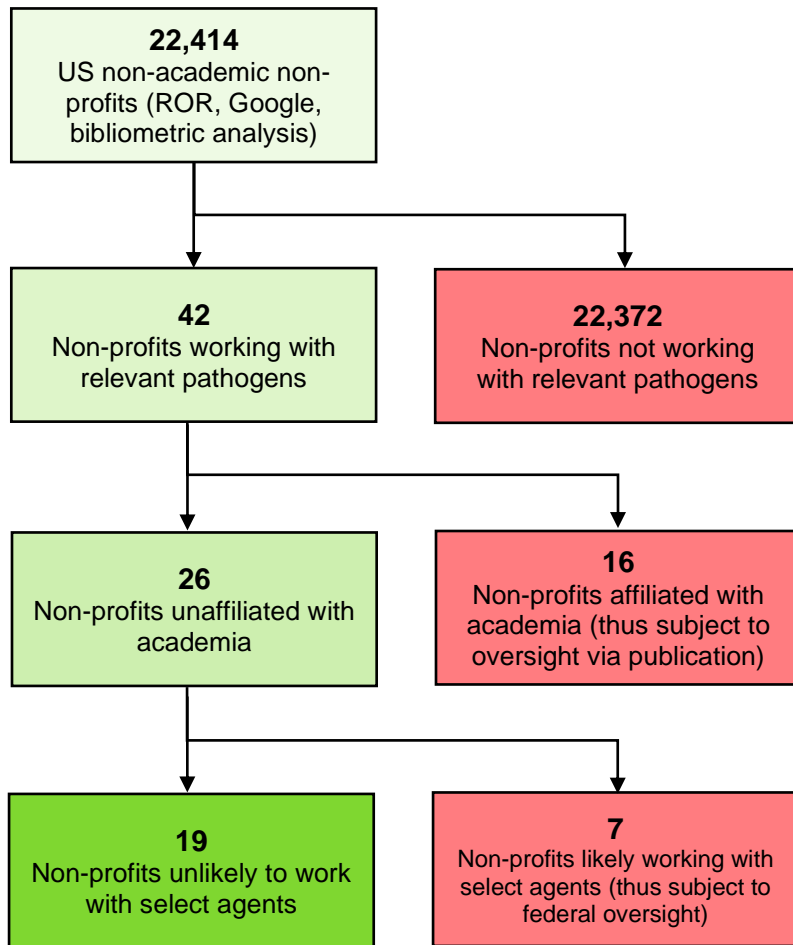 22,414
US non-academic non-
profits (ROR, Google,
bibliometric analysis)
42
Non-profits working with
relevant pathogens
22,372
Non-profits not working
with relevant pathogens
26
Non-profits unaffiliated with
academia
16
Non-profits affiliated with
academia (thus subject to
oversight via publication)
19
Non-profits unlikely to work
with select agents
7
Non-profits likely working with
select agents (thus subject to
federal oversight)